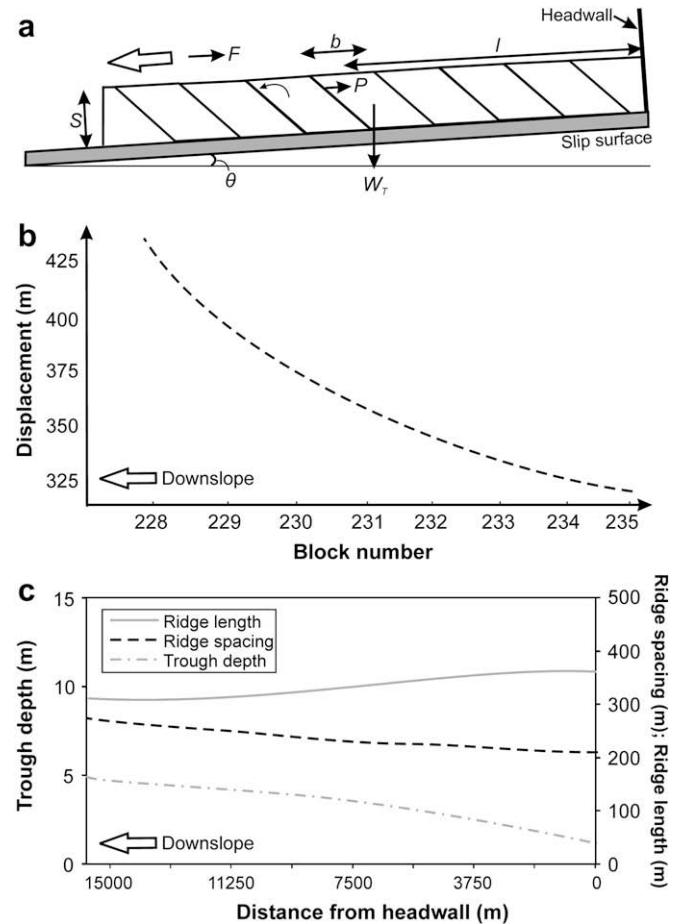 a
Headwall
F
b
l
P
S
Slip surface
θ
W_T
b
Displacement (m)
425
400
375
350
325
Downslope
228 229 230 231 232 233 234 235
Block number
c
Trough depth (m)
15
10
5
0
Ridge length
Ridge spacing
Trough depth
Downslope
500
400
300
200
100
0
Ridge spacing (m); Ridge length (m)
15000 11250 7500 3750 0
Distance from headwall (m)